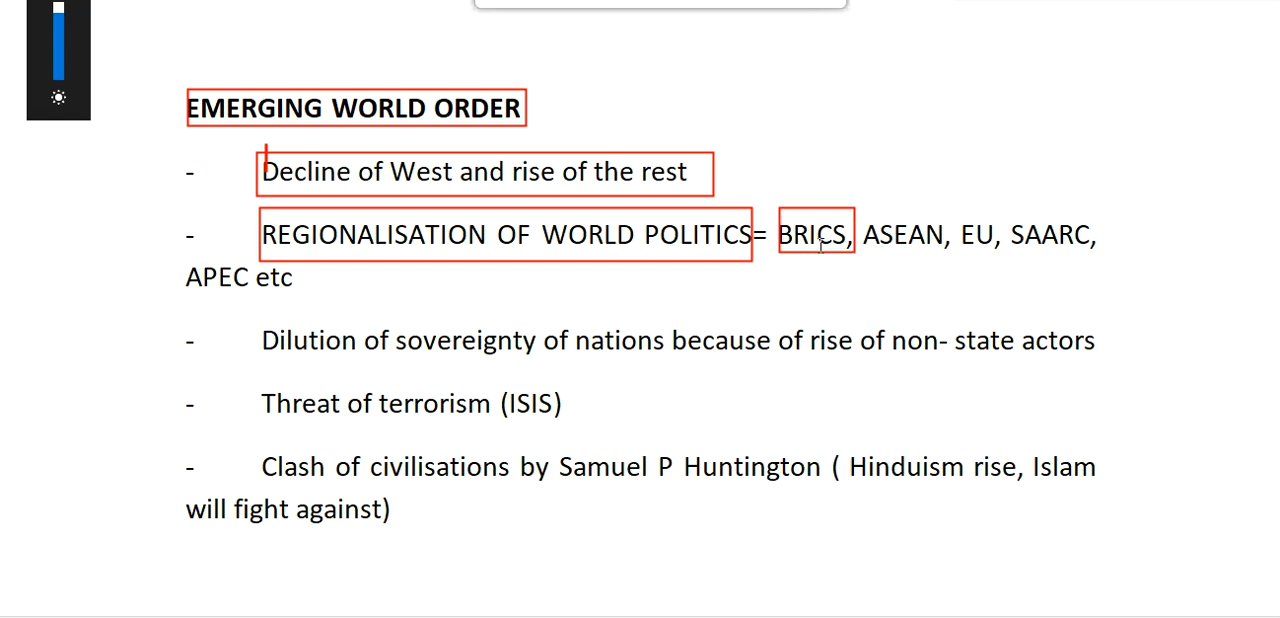 EMERGING WORLD ORDER
- Decline of West and rise of the rest
- REGIONALISATION OF WORLD POLITICS= BRICS, ASEAN, EU, SAARC,
APEC etc
- Dilution of sovereignty of nations because of rise of non- state actors
- Threat of terrorism (ISIS)
- Clash of civilisations by Samuel P Huntington ( Hinduism rise, Islam
will fight against)